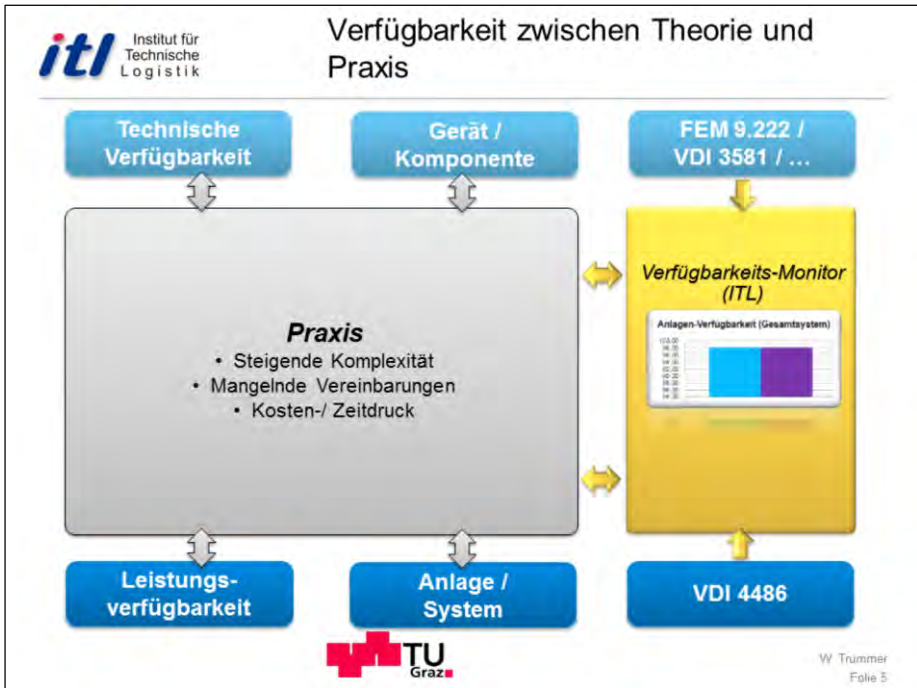 itl
Institut für
Technische
Logistik
Verfügbarkeit zwischen Theorie und
Praxis
Technische
Verfügbarkeit
Gerät /
Komponente
FEM 9.222 /
VDI 3581 / ...
Praxis
• Steigende Komplexität
• Mangelnde Vereinbarungen
• Kosten-/ Zeitdruck
Verfügbarkeits-Monitor
(ITL)
Anlagen-Verfügbarkeit (Gesamtsystem)
Leistungs-
verfügbarkeit
Anlage /
System
VDI 4486
TU
Graz
W. Trummer
Folie 5